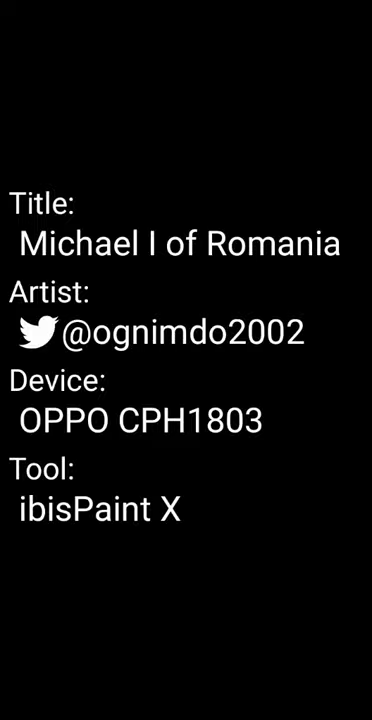 Title:
Michael I of Romania
Artist:
@ognimdo2002
Device:
OPPO CPH1803
Tool:
ibisPaint X